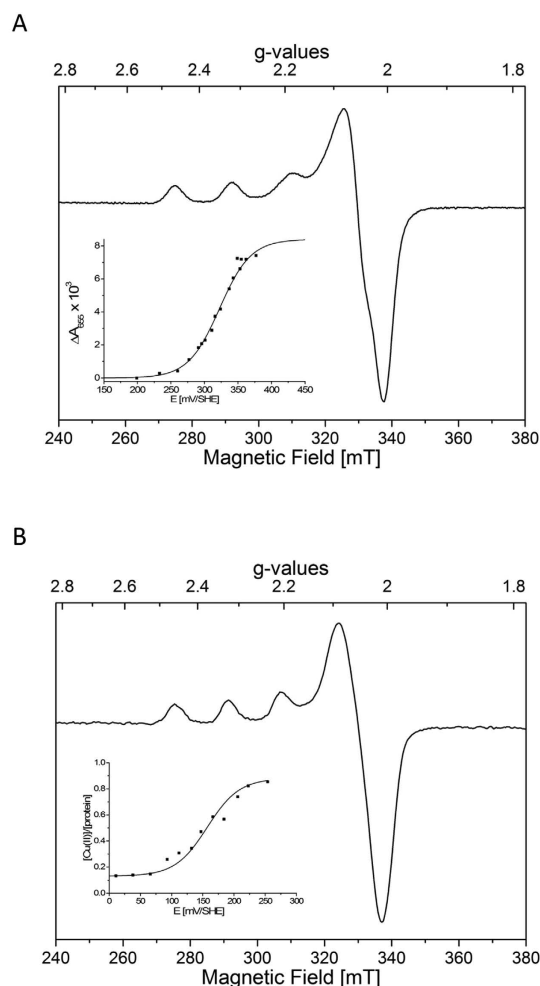 A
g-values
2.8 2.6 2.4 2.2 2 1.8
8
6
4
2
0
ΔA655 x 10^3
150 200 250 300 350 400 450
E [mV/SHE]
240 260 280 300 320 340 360 380
Magnetic Field [mT]
B
g-values
2.8 2.6 2.4 2.2 2 1.8
1.0
0.8
0.6
0.4
0.2
0.0
[Cu(II)]/[protein]
0 50 100 150 200 250 300
E [mV/SHE]
240 260 280 300 320 340 360 380
Magnetic Field [mT]